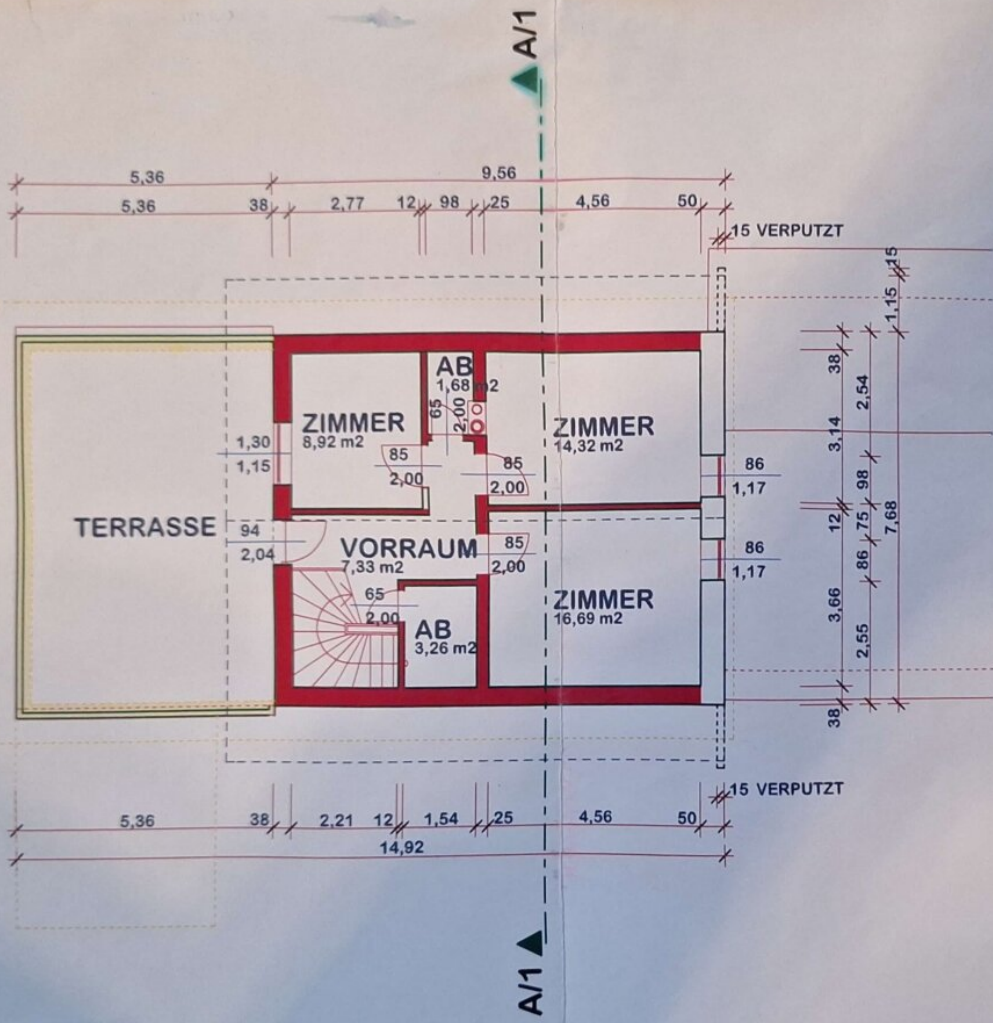 A/1
5,36
9,56
5,36
38
2,77
12
98
25
4,56
50
15 VERPUTZT
15
1,15
AB
1,68 m2
65
2,00
38
2,54
ZIMMER
8,92 m2
ZIMMER
14,32 m2
3,14
1,30
1,15
85
2,00
85
2,00
86
1,17
98
TERRASSE
94
2,04
VORRAUM
7,33 m2
85
2,00
12
75
7,68
86
1,17
86
65
2,00
ZIMMER
16,69 m2
3,66
AB
3,26 m2
2,55
38
15 VERPUTZT
5,36
38
2,21
12
1,54
25
4,56
50
14,92
A/1